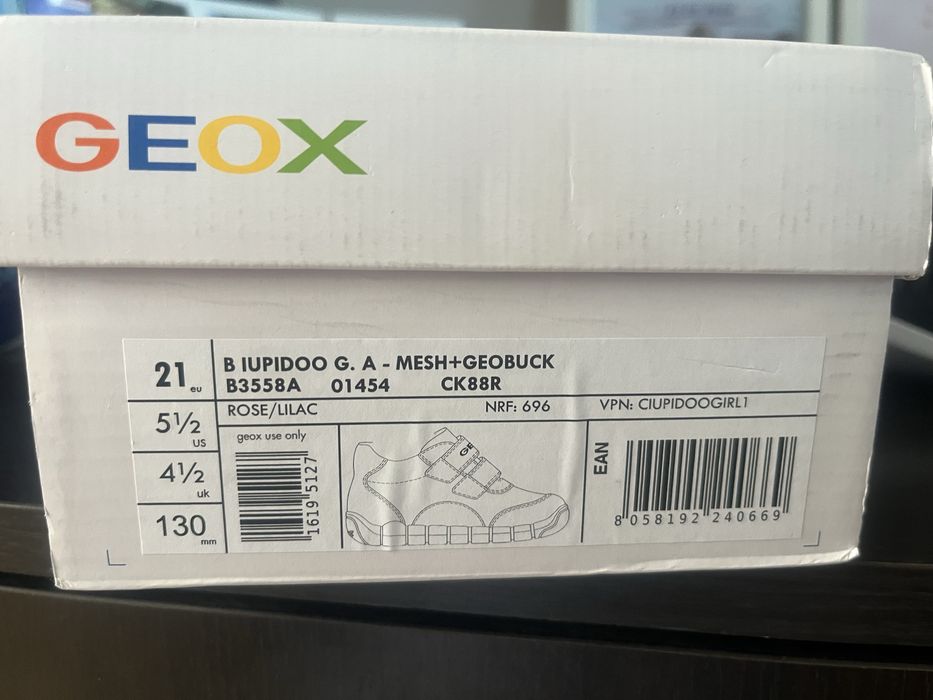 GEOX
21 eu
B IUPIDOO G. A - MESH+GEOBUCK
B3558A 01454 CK88R
5½ US
ROSE/LILAC NRF: 696 VPN: CIUPIDOOGIRL1
4½ uk
130 mm
geox use only
1619 5127
GEOX
EAN
8 058192 240669